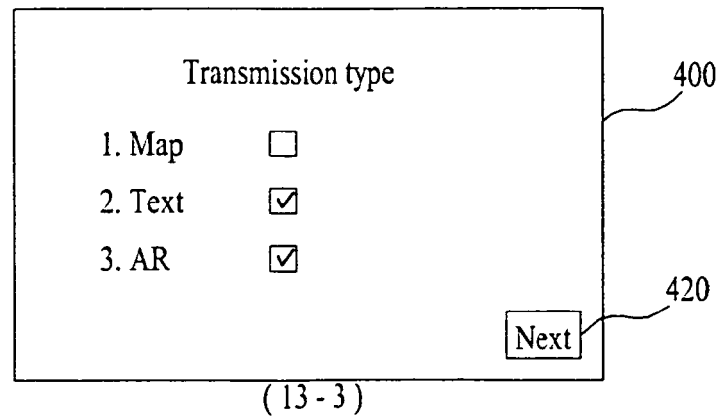 Transmission type
400
1. Map
2. Text
3. AR
420
Next
( 13 - 3 )